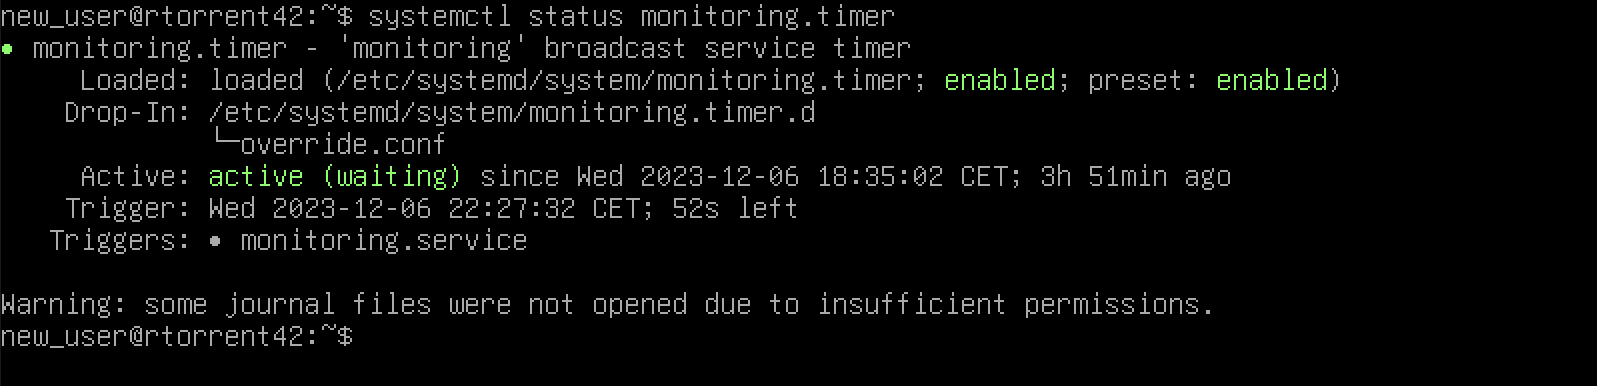 new_user@rtorrent42:~$ systemctl status monitoring.timer
● monitoring.timer - 'monitoring' broadcast service timer
     Loaded: loaded (/etc/systemd/system/monitoring.timer; enabled; preset: enabled)
    Drop-In: /etc/systemd/system/monitoring.timer.d
             └─override.conf
     Active: active (waiting) since Wed 2023-12-06 18:35:02 CET; 3h 51min ago
    Trigger: Wed 2023-12-06 22:27:32 CET; 52s left
   Triggers: ● monitoring.service

Warning: some journal files were not opened due to insufficient permissions.
new_user@rtorrent42:~$